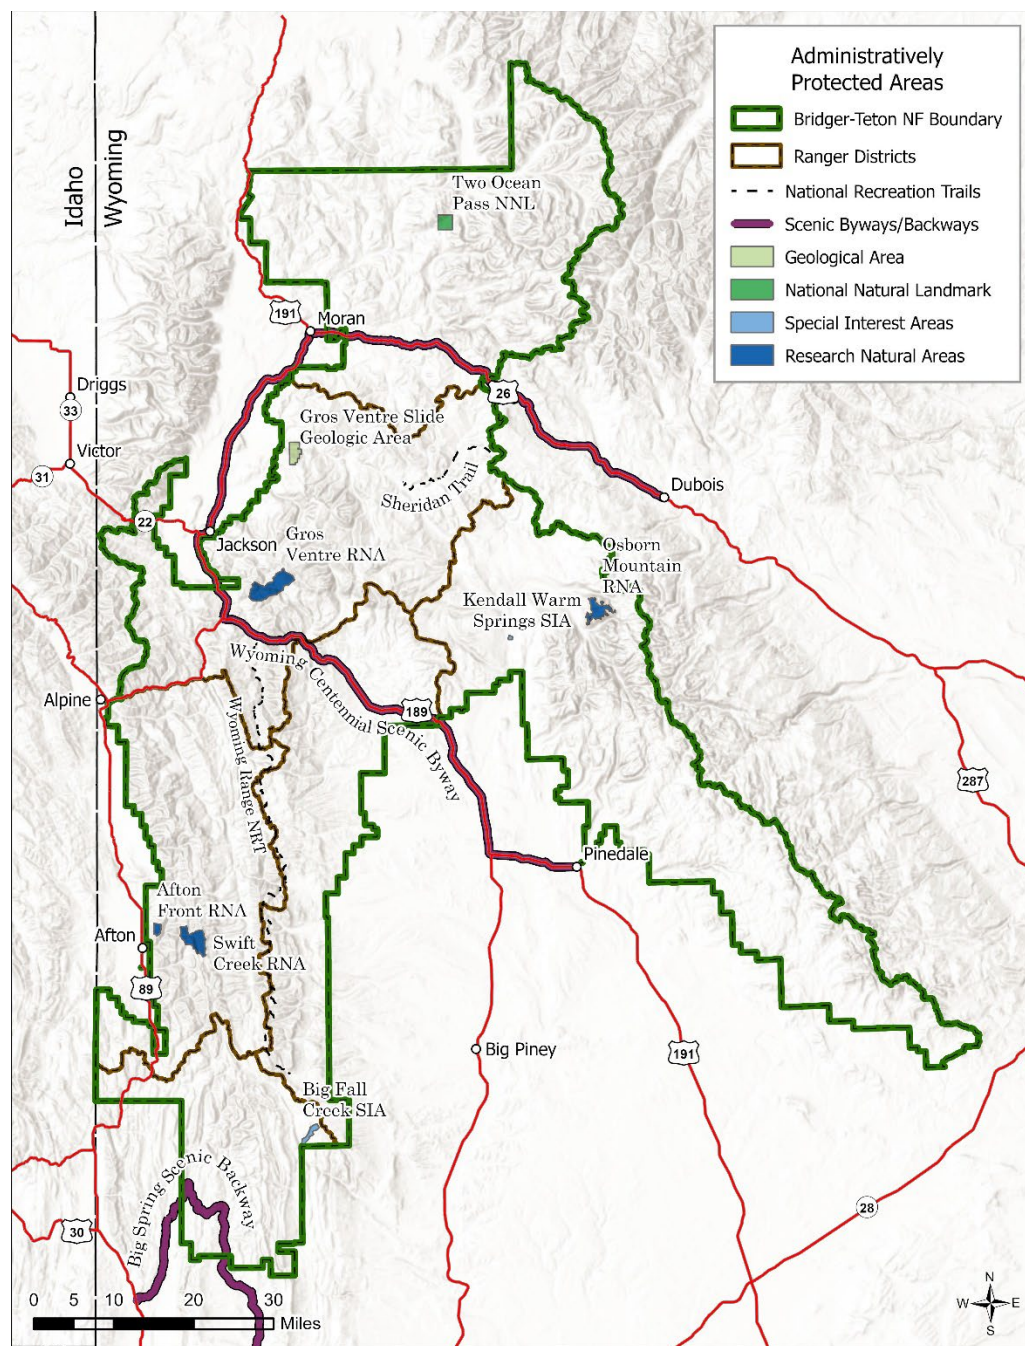 Administratively
Protected Areas
Bridger-Teton NF Boundary
Ranger Districts
National Recreation Trails
Scenic Byways/Backways
Geological Area
National Natural Landmark
Special Interest Areas
Research Natural Areas
Idaho
Wyoming
Two Ocean
Pass NNL
191
Moran
Driggs
33
26
Gros Ventre Slide
Geologic Area
Victor
31
Sheridan Trail
Dubois
22
Jackson
Gros
Ventre RNA
Osborn
Mountain
RNA
Kendall Warm
Springs SIA
Wyoming Centennial Scenic Byway
Alpine
189
Wyoming Range NRT
287
Pinedale
Afton
Front RNA
Afton
Swift
Creek RNA
89
Big Piney
191
Big Fall
Creek SIA
Big Spring Scenic Backway
28
30
0 5 10 20 30
Miles
N
W E
S